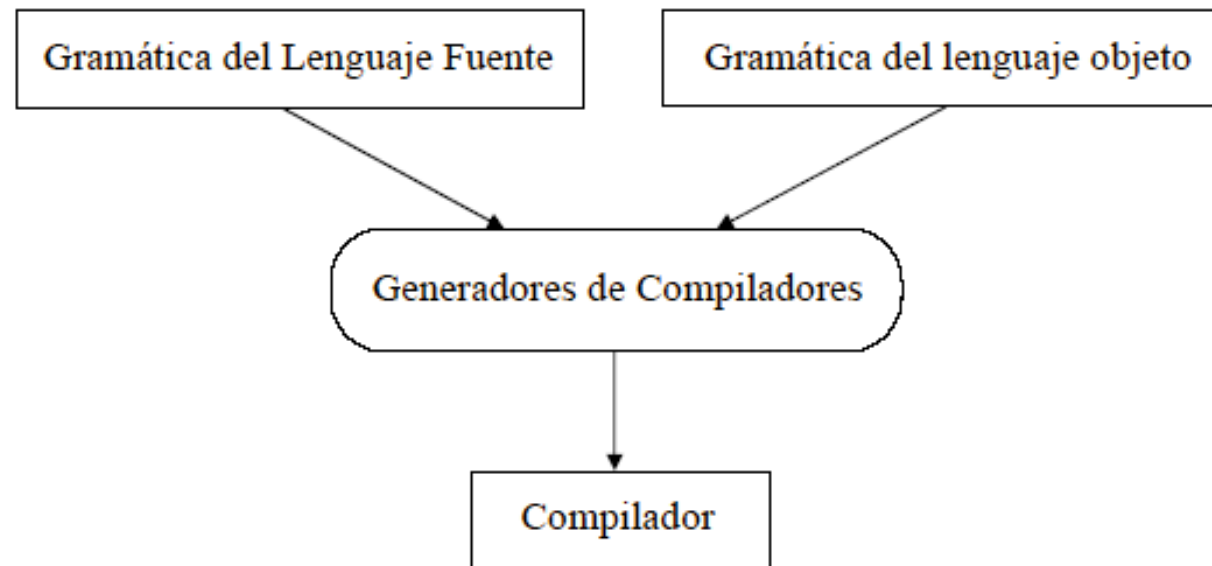 Gramática del Lenguaje Fuente
Gramática del lenguaje objeto
Generadores de Compiladores
Compilador